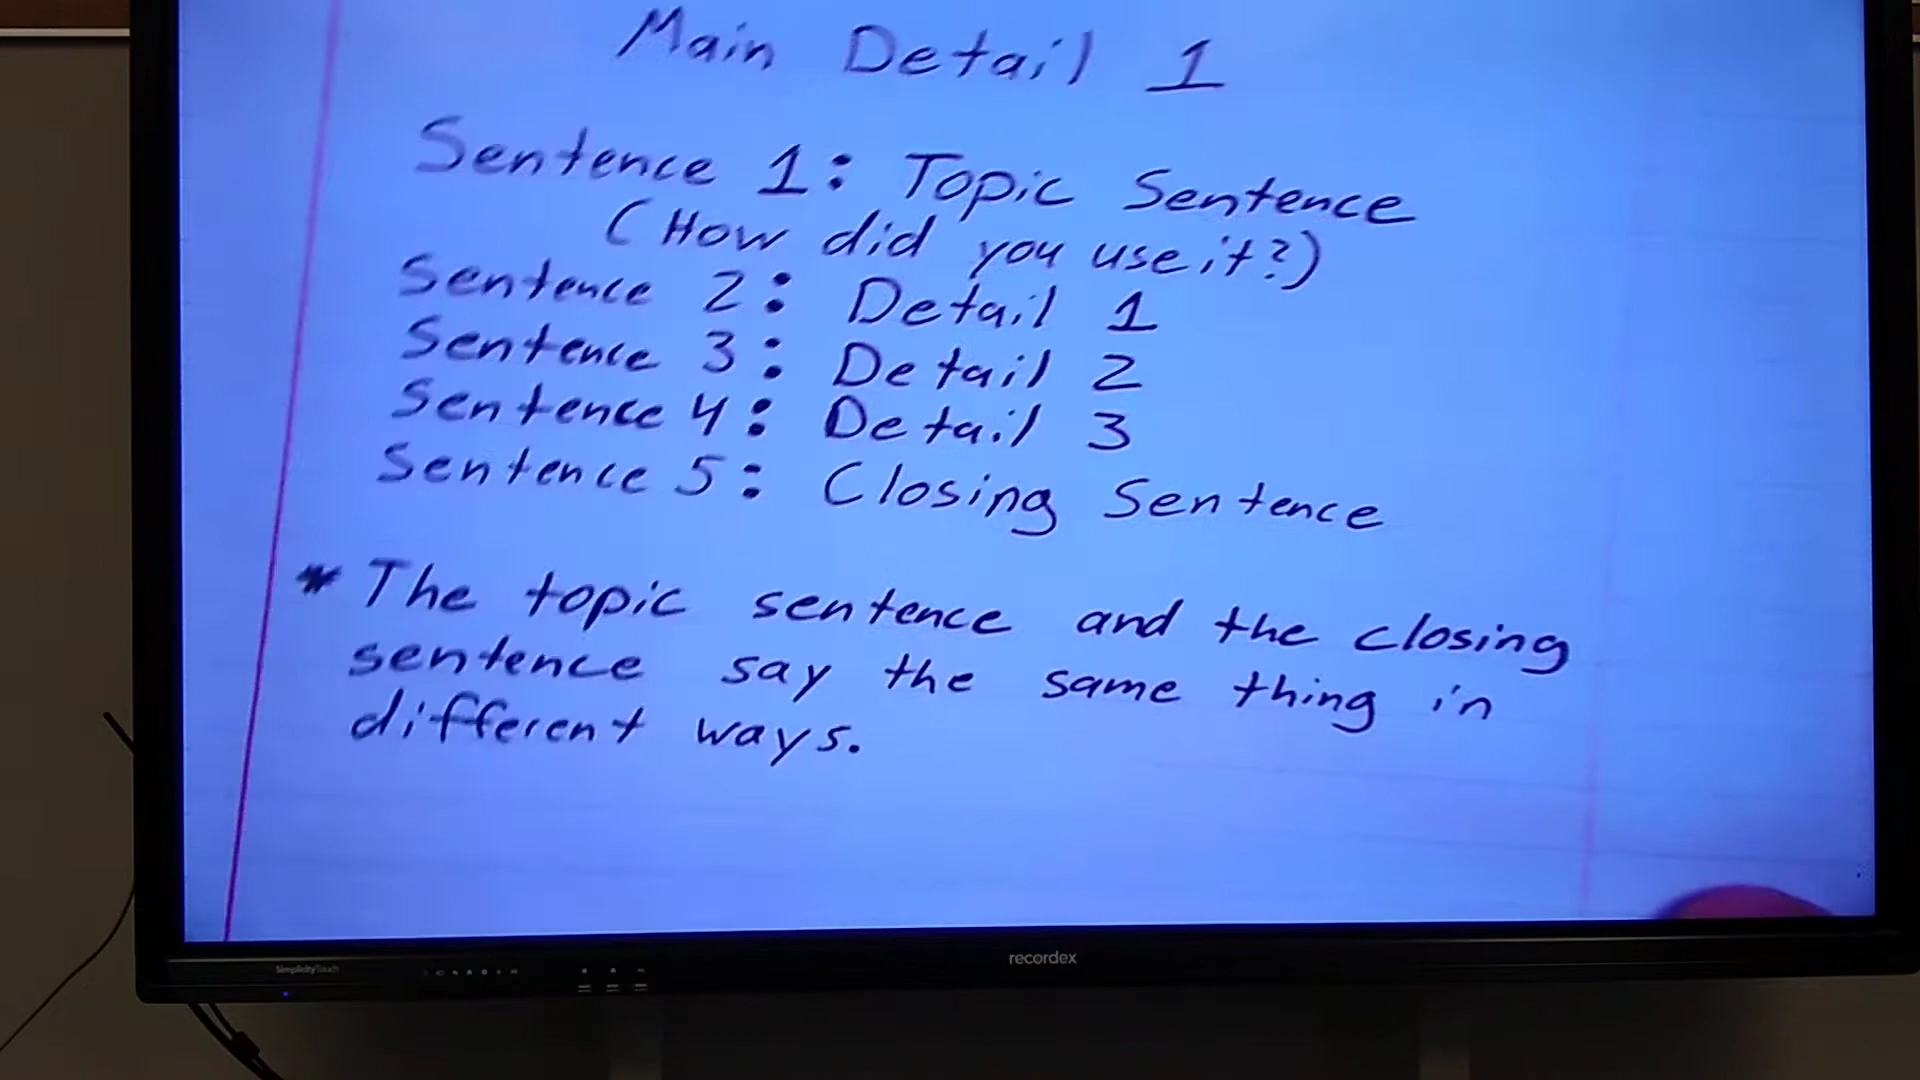 Main Detail 1
Sentence 1: Topic Sentence
(How did you use it?)
Sentence 2: Detail 1
Sentence 3: Detail 2
Sentence 4: Detail 3
Sentence 5: Closing Sentence
* The topic sentence and the closing
sentence say the same thing in
different ways.
recordex
SimplicityTouch